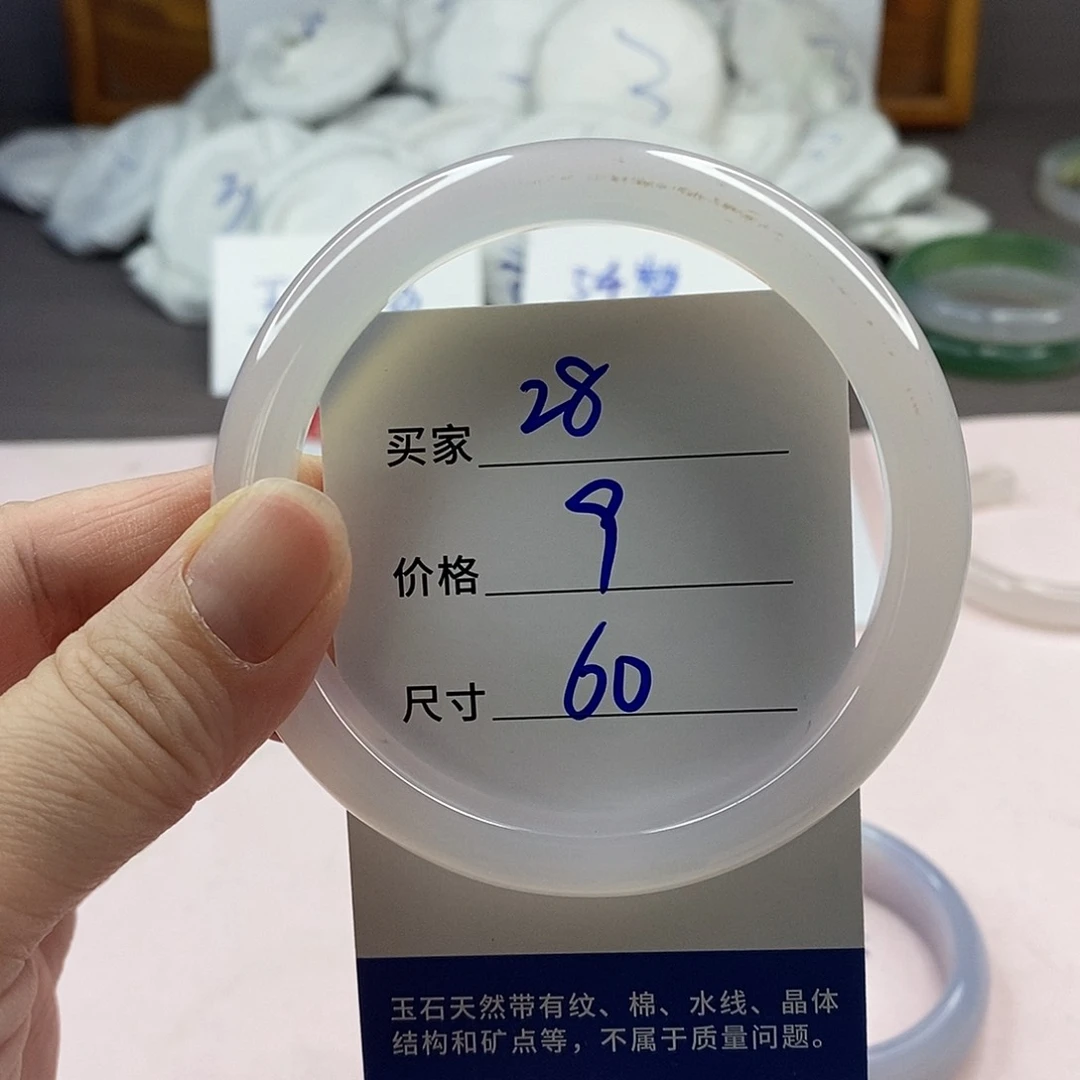 28
买家
9
价格
60
尺寸
玉石天然带有纹、棉、水线、晶体
结构和矿点等，不属于质量问题。